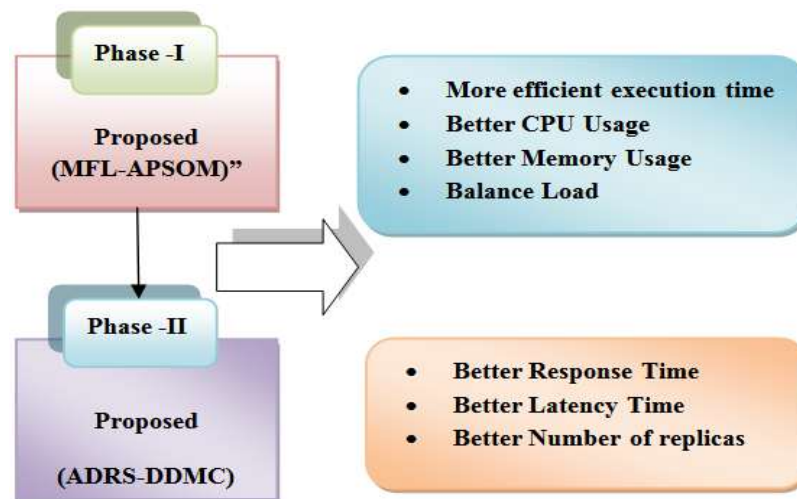 Phase -I
Proposed
(MFL-APSOM)”
• More efficient execution time
• Better CPU Usage
• Better Memory Usage
• Balance Load
Phase -II
Proposed
(ADRS-DDMC)
• Better Response Time
• Better Latency Time
• Better Number of replicas